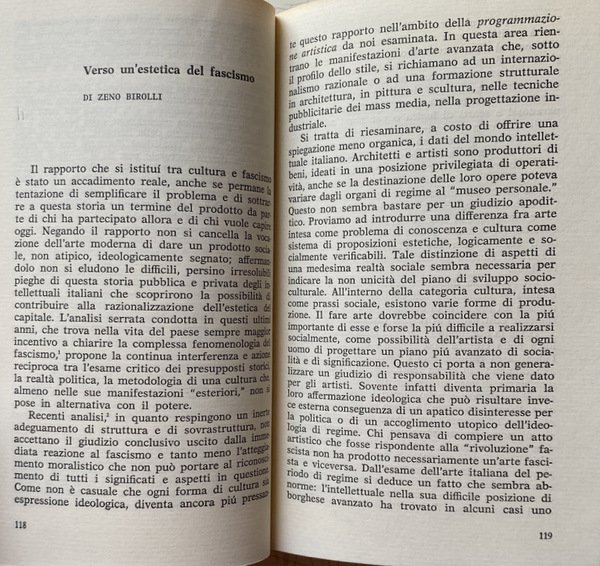 Verso un'estetica del fascismo
DI ZENO BIROLLI
Il rapporto che si istituí tra cultura e fascismo
è stato un accadimento reale, anche se permane la
tentazione di semplificare il problema e di sottrar-
re a questa storia un termine del prodotto da par-
te di chi ha partecipato allora e di chi vuole capire
oggi. Negando il rapporto non si cancella la voca-
zione dell'arte moderna di dare un prodotto socia-
le, non atipico, ideologicamente segnato; afferman-
dolo non si eludono le difficili, persino irresolubili
pieghe di questa storia pubblica e privata degli in-
tellettuali italiani che scoprirono la possibilità di
contribuire alla razionalizzazione dell'estetica del
capitale. L'analisi serrata condotta in questi ultimi
anni, che trova nella vita del paese sempre maggior
incentivo a chiarire la complessa fenomenologia del
fascismo,¹ propone la continua interferenza e azione
reciproca tra l'esame critico dei presupposti storici,
la realtà politica, la metodologia di una cultura che,
almeno nelle sue manifestazioni "esteriori," non si
pose in alternativa con il potere.
Recenti analisi,² in quanto respingono un inerte
adeguamento di struttura e di sovrastruttura, non
accettano il giudizio conclusivo uscito dalla imme-
diata reazione al fascismo e tanto meno l'atteggia-
mento moralistico che non può portare al riconosci-
mento di tutti i significati e aspetti in questione.
Come non è casuale che ogni forma di cultura sia
espressione ideologica, diventa ancora piú pressan-
118
te questo rapporto nell'ambito della programmazio-
ne artistica da noi esaminata. In questa area rien-
trano le manifestazioni d'arte avanzata che, sotto
il profilo dello stile, si richiamano ad un internazio-
nalismo razionale o ad una formazione strutturale
in architettura, in pittura e scultura, nelle tecniche
pubblicitarie dei mass media, nella progettazione in-
dustriale.
Si tratta di riesaminare, a costo di offrire una
spiegazione meno organica, i dati del mondo intellet-
tuale italiano. Architetti e artisti sono produttori di
beni, ideati in una posizione privilegiata di operati-
vità, anche se la destinazione delle loro opere poteva
variare dagli organi di regime al "museo personale."
Questo non sembra bastare per un giudizio apodit-
tico. Proviamo ad introdurre una differenza fra arte
intesa come problema di conoscenza e cultura come
sistema di proposizioni estetiche, logicamente e so-
cialmente verificabili. Tale distinzione di aspetti di
una medesima realtà sociale sembra necessaria per
indicare la non unicità del piano di sviluppo socio-
culturale. All'interno della categoria cultura, intesa
come prassi sociale, esistono varie forme di produ-
zione. Il fare arte dovrebbe coincidere con la piú
importante di esse e forse la piú difficile a realizzarsi
socialmente, come possibilità dell'artista e di ogni
uomo di progettare un piano piú avanzato di socia-
lità e di significazione. Questo ci porta a non genera-
lizzare un giudizio di responsabilità che viene dato
per gli artisti. Sovente infatti diventa primaria la
loro affermazione ideologica che può risultare inve-
ce esterna conseguenza di un apatico disinteresse per
la politica o di un accoglimento utopico dell'ideo-
logia di regime. Chi pensava di compiere un atto
artistico che fosse rispondente alla "rivoluzione" fa-
scista non ha prodotto necessariamente un'arte fasci-
sta e viceversa. Dall'esame dell'arte italiana del pe-
riodo di regime si deduce un fatto che sembra ab-
norme: l'intellettuale nella sua difficile posizione di
borghese avanzato ha trovato in alcuni casi uno
119